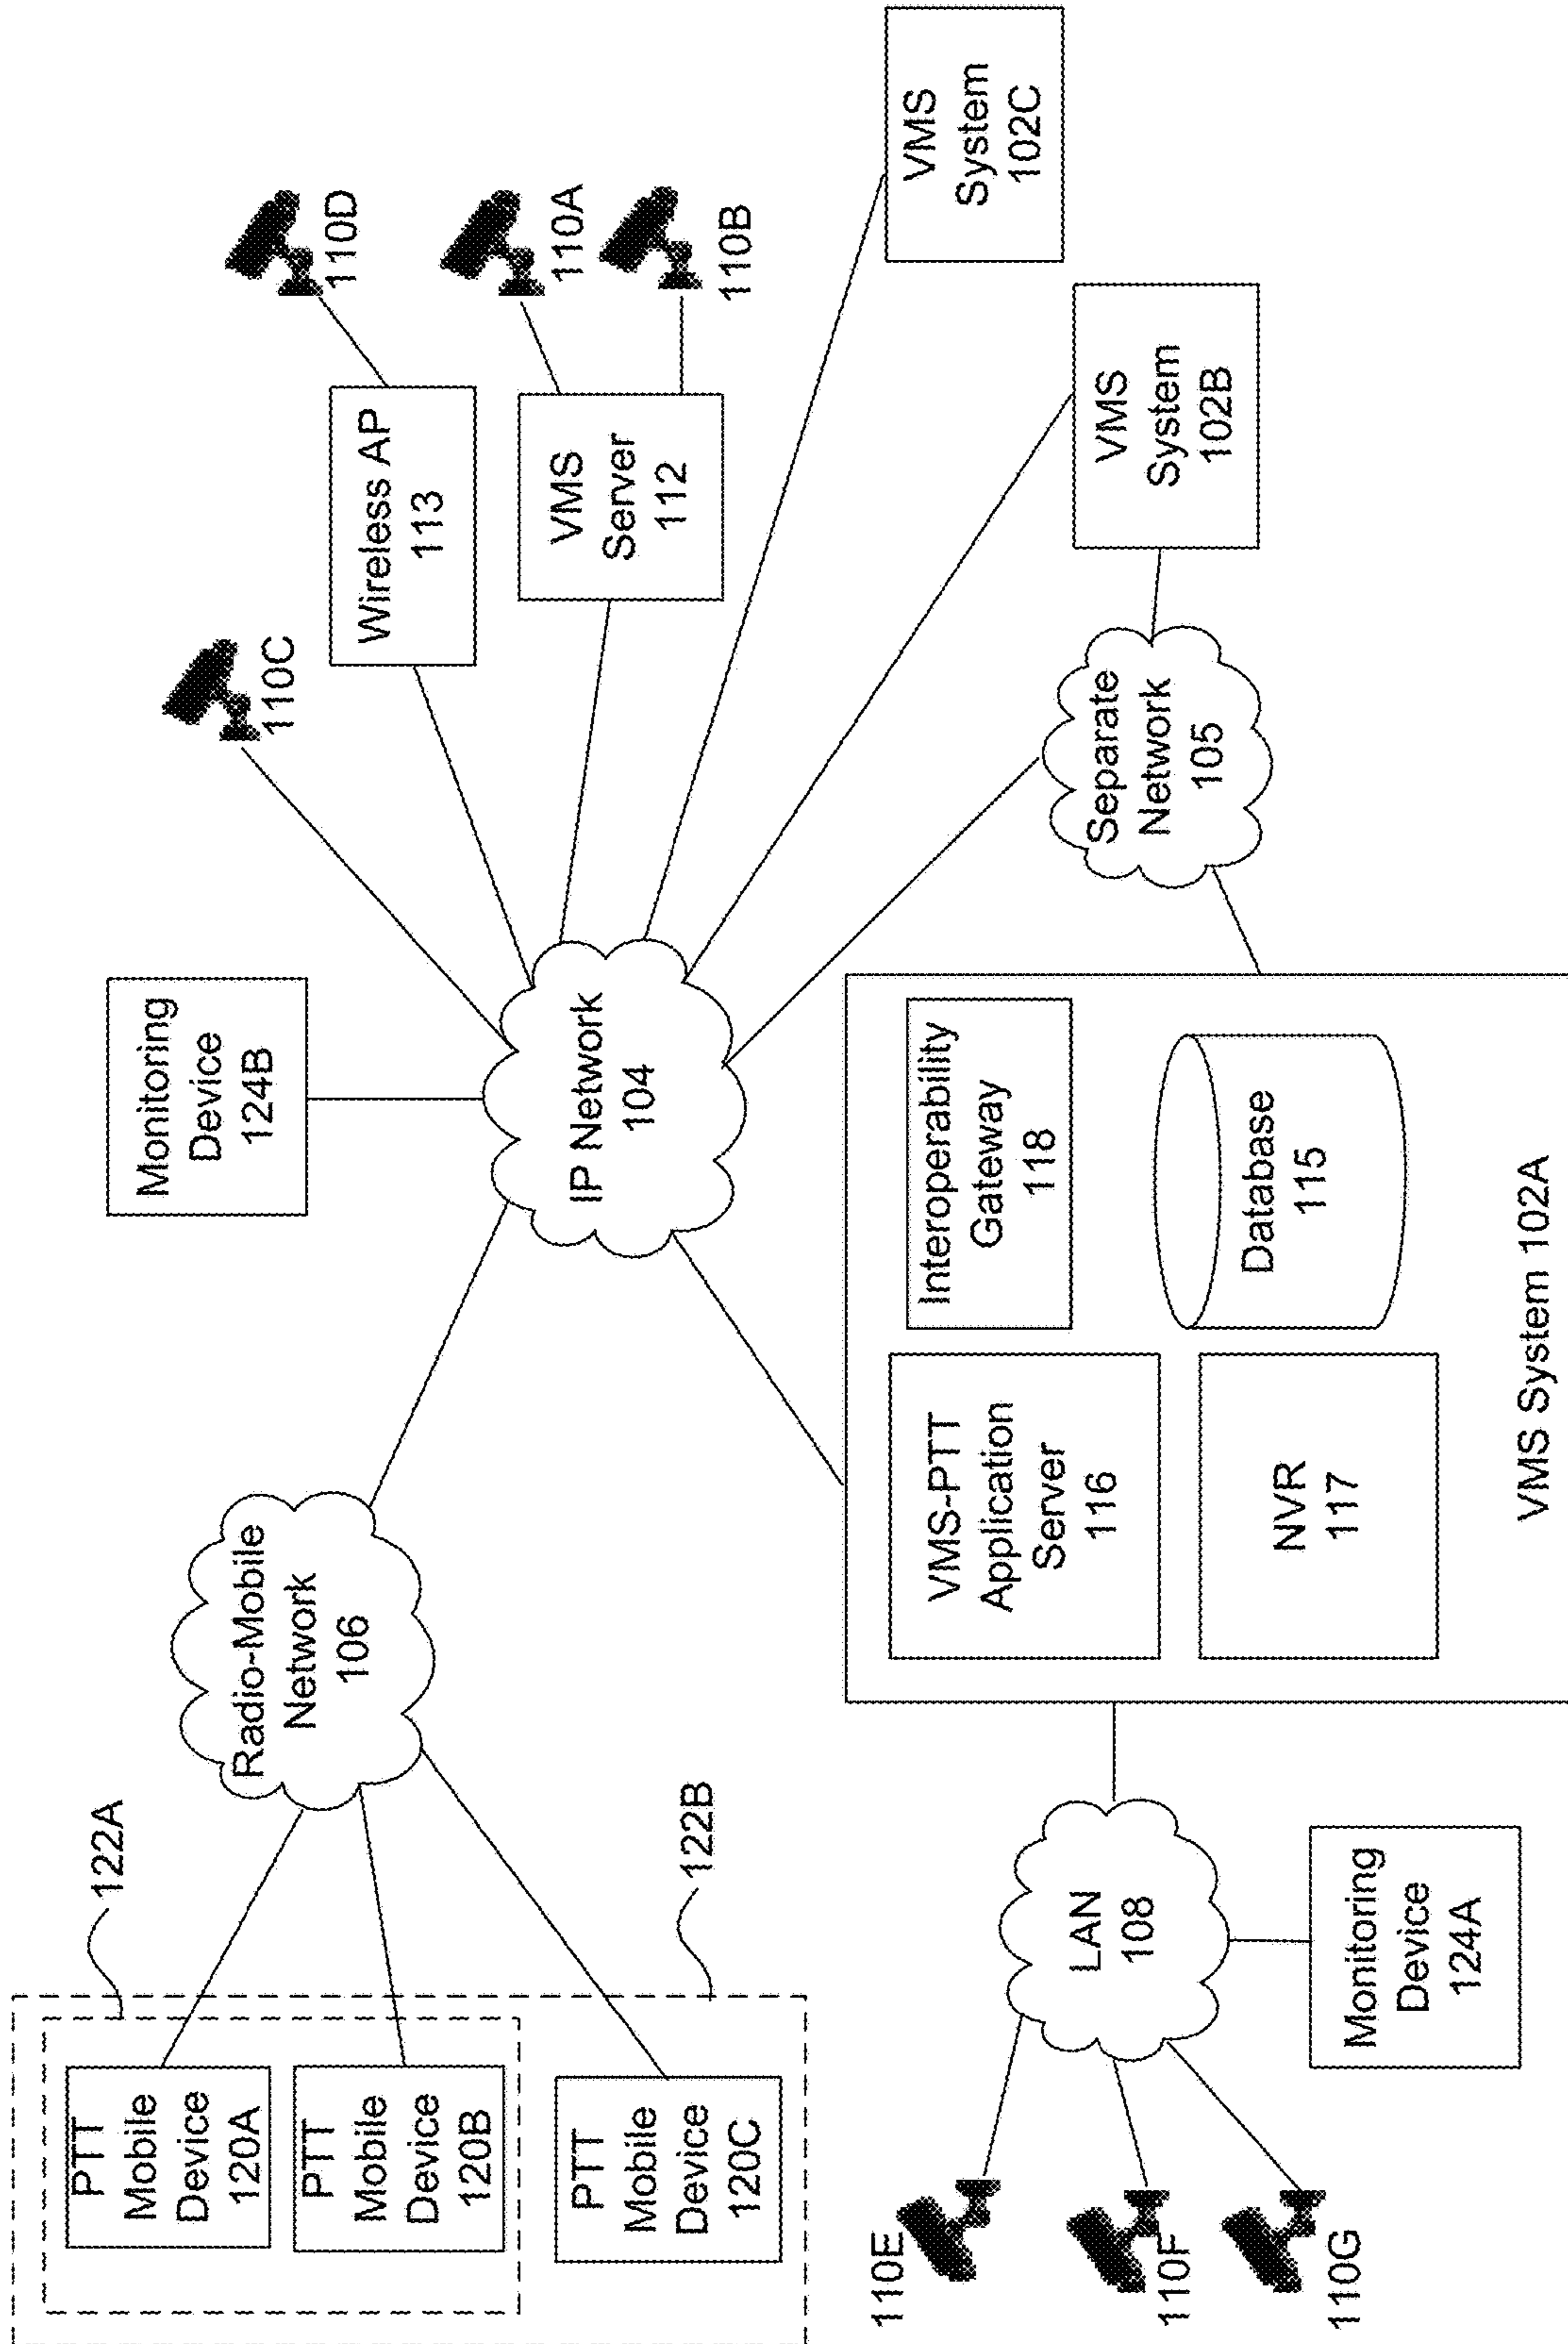 122A
PTT
Mobile
Device
120A
PTT
Mobile
Device
120B
PTT
Mobile
Device
120C
122B
Radio-Mobile
Network
106
Monitoring
Device
124B
110C
Wireless AP
113
110D
VMS
Server
112
110A
110B
IP Network
104
VMS
System
102C
VMS
System
102B
Separate
Network
105
110E
110F
110G
LAN
108
Monitoring
Device
124A
VMS-PTT
Application
Server
116
Interoperability
Gateway
118
NVR
117
Database
115
VMS System 102A